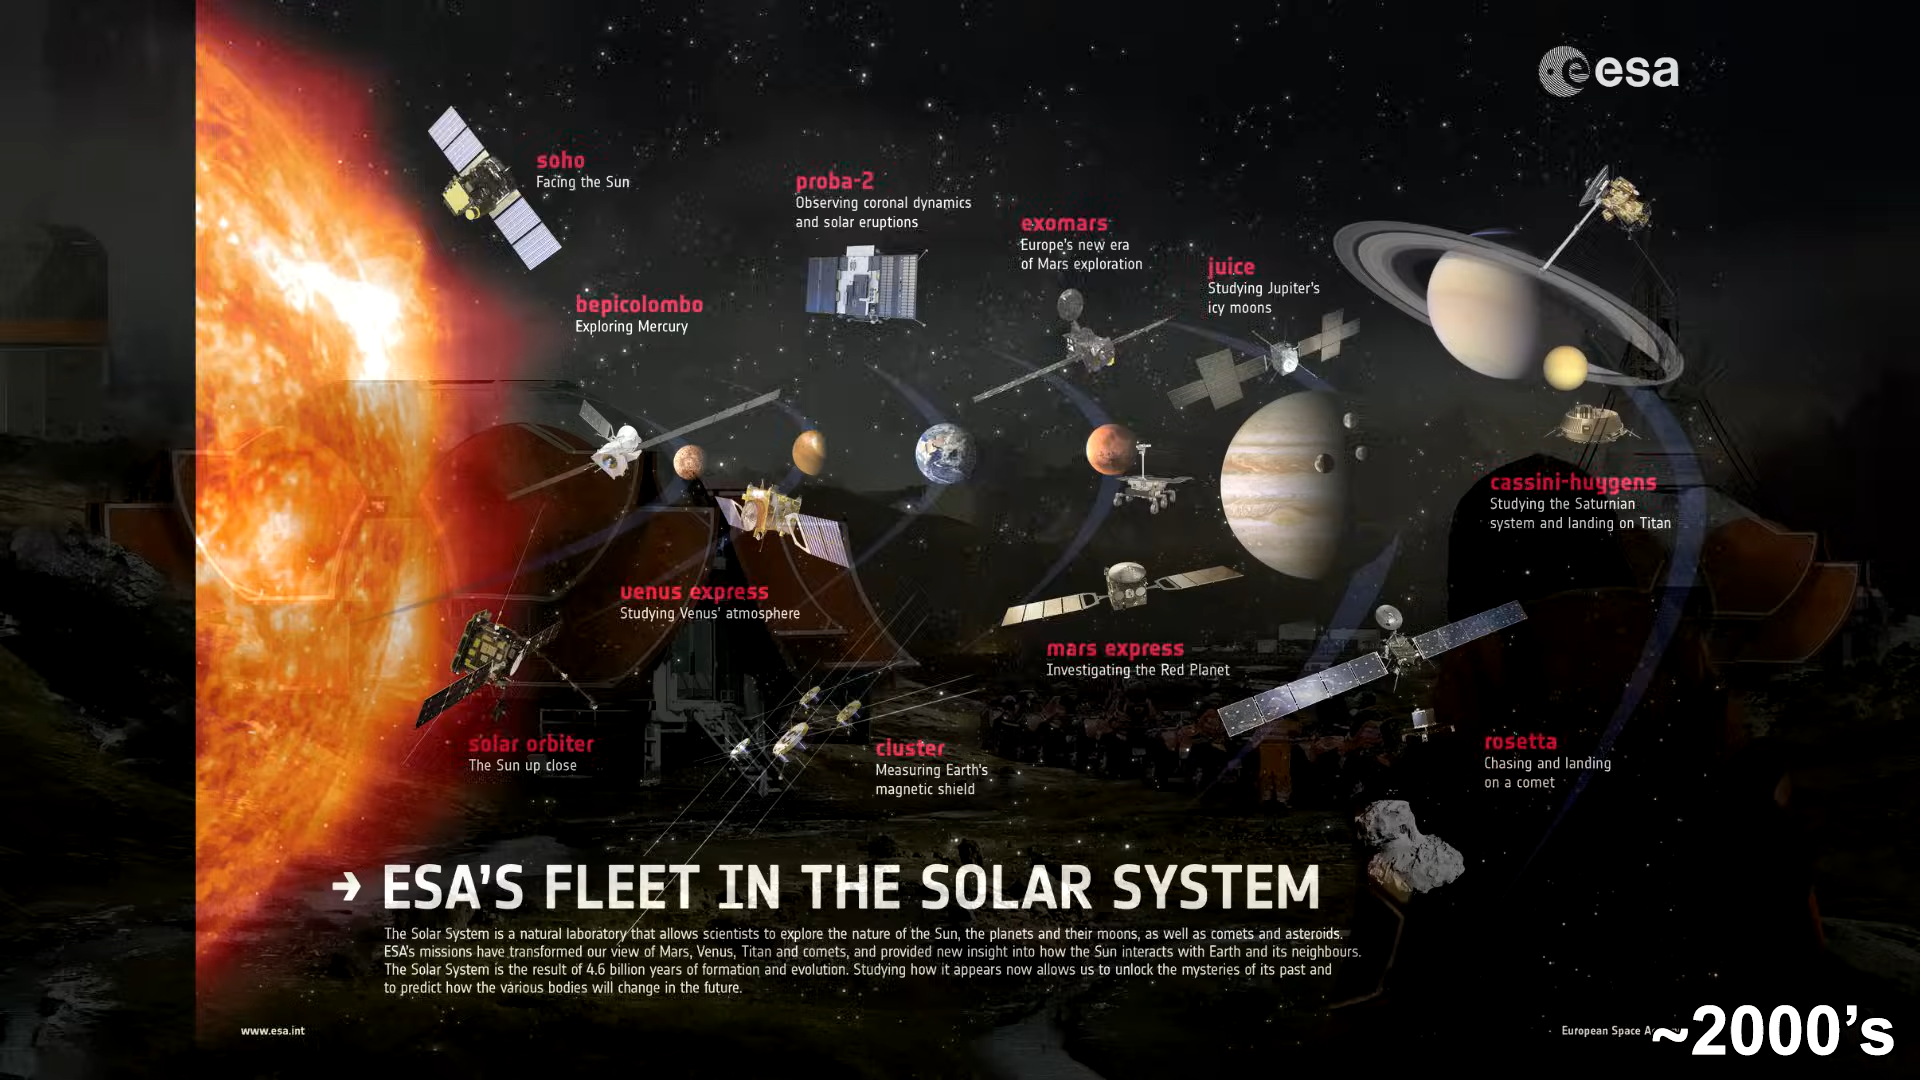 esa
soho
Facing the Sun
proba-2
Observing coronal dynamics
and solar eruptions
exomars
Europe's new era
of Mars exploration
juice
Studying Jupiter's
icy moons
bepicolombo
Exploring Mercury
cassini-huygens
Studying the Saturnian
system and landing on Titan
venus express
Studying Venus' atmosphere
mars express
Investigating the Red Planet
solar orbiter
The Sun up close
cluster
Measuring Earth's
magnetic shield
rosetta
Chasing and landing
on a comet
→ ESA'S FLEET IN THE SOLAR SYSTEM
The Solar System is a natural laboratory that allows scientists to explore the nature of the Sun, the planets and their moons, as well as comets and asteroids.
ESA's missions have transformed our view of Mars, Venus, Titan and comets, and provided new insight into how the Sun interacts with Earth and its neighbours.
The Solar System is the result of 4.6 billion years of formation and evolution. Studying how it appears now allows us to unlock the mysteries of its past and
to predict how the various bodies will change in the future.
www.esa.int
European Space
~2000's